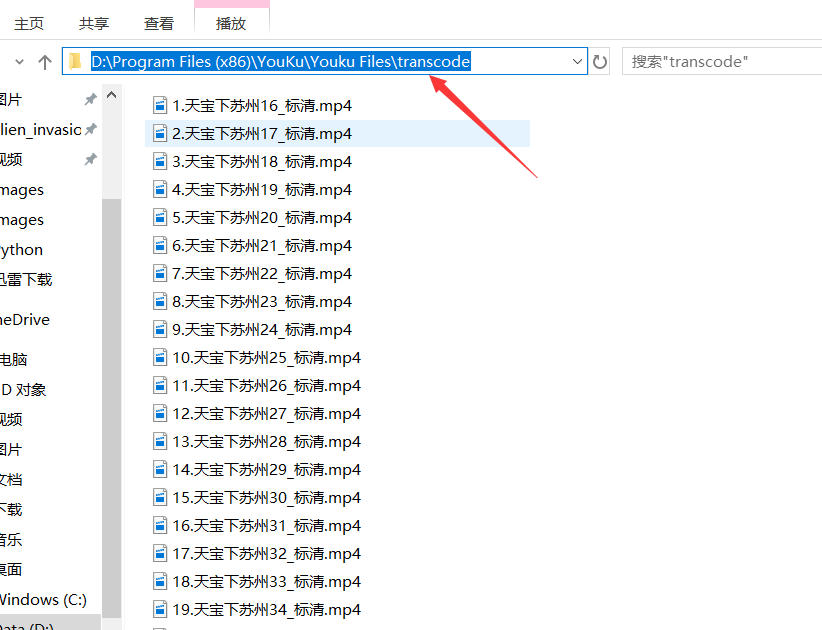 主页 共享 查看 播放
D:\Program Files (x86)\YouKu\Youku Files\transcode
搜索"transcode"
图片
lien_invasio
视频
mages
mages
ython
迅雷下载
neDrive
电脑
D 对象
视频
图片
文档
下载
音乐
桌面
Windows (C:)
Data (D:)
1.天宝下苏州16_标清.mp4
2.天宝下苏州17_标清.mp4
3.天宝下苏州18_标清.mp4
4.天宝下苏州19_标清.mp4
5.天宝下苏州20_标清.mp4
6.天宝下苏州21_标清.mp4
7.天宝下苏州22_标清.mp4
8.天宝下苏州23_标清.mp4
9.天宝下苏州24_标清.mp4
10.天宝下苏州25_标清.mp4
11.天宝下苏州26_标清.mp4
12.天宝下苏州27_标清.mp4
13.天宝下苏州28_标清.mp4
14.天宝下苏州29_标清.mp4
15.天宝下苏州30_标清.mp4
16.天宝下苏州31_标清.mp4
17.天宝下苏州32_标清.mp4
18.天宝下苏州33_标清.mp4
19.天宝下苏州34_标清.mp4